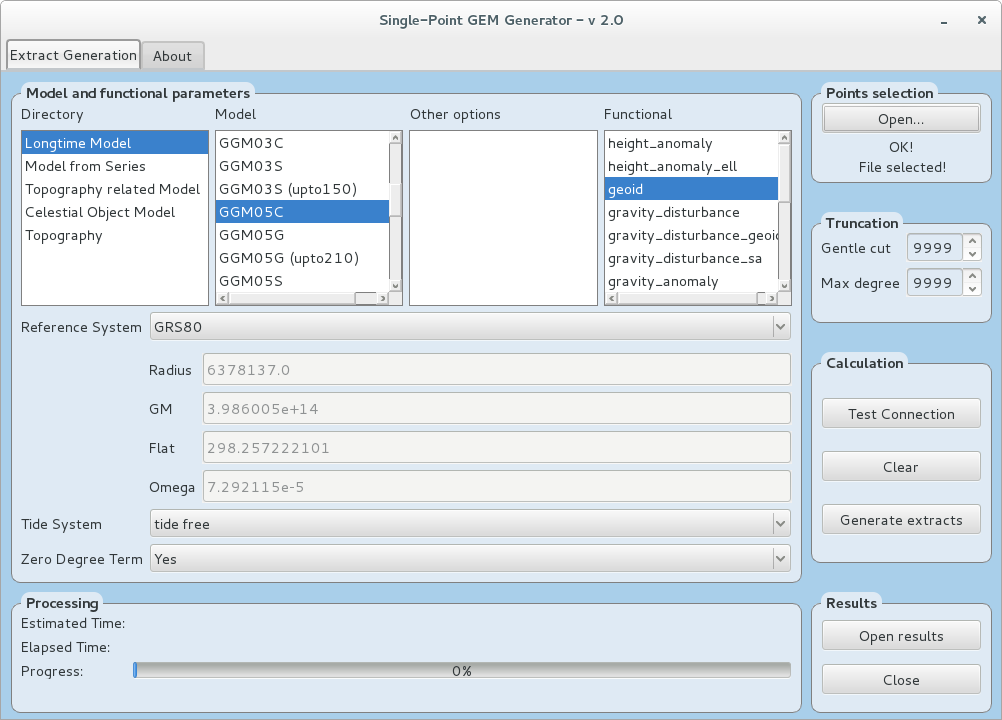 Single-Point GEM Generator - v 2.0
Extract Generation
About
Model and functional parameters
Directory
Model
Other options
Functional
Longtime Model
Model from Series
Topography related Model
Celestial Object Model
Topography
GGM03C
GGM03S
GGM03S (upto150)
GGM05C
GGM05G
GGM05G (upto210)
GGM05S
height_anomaly
height_anomaly_ell
geoid
gravity_disturbance
gravity_disturbance_geoid
gravity_disturbance_sa
gravity_anomaly
Reference System
GRS80
Radius
6378137.0
GM
3.986005e+14
Flat
298.257222101
Omega
7.292115e-5
Tide System
tide free
Zero Degree Term
Yes
Processing
Estimated Time:
Elapsed Time:
Progress:
0%
Points selection
Open...
OK!
File selected!
Truncation
Gentle cut
9999
Max degree
9999
Calculation
Test Connection
Clear
Generate extracts
Results
Open results
Close